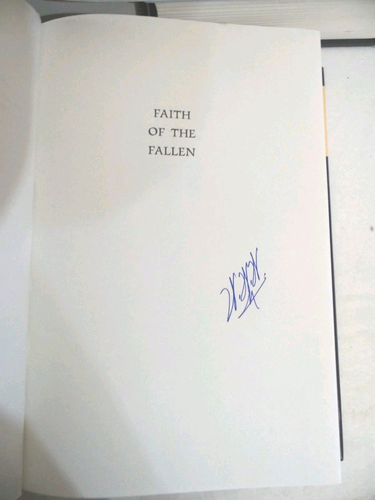 FAITH
OF THE
FALLEN